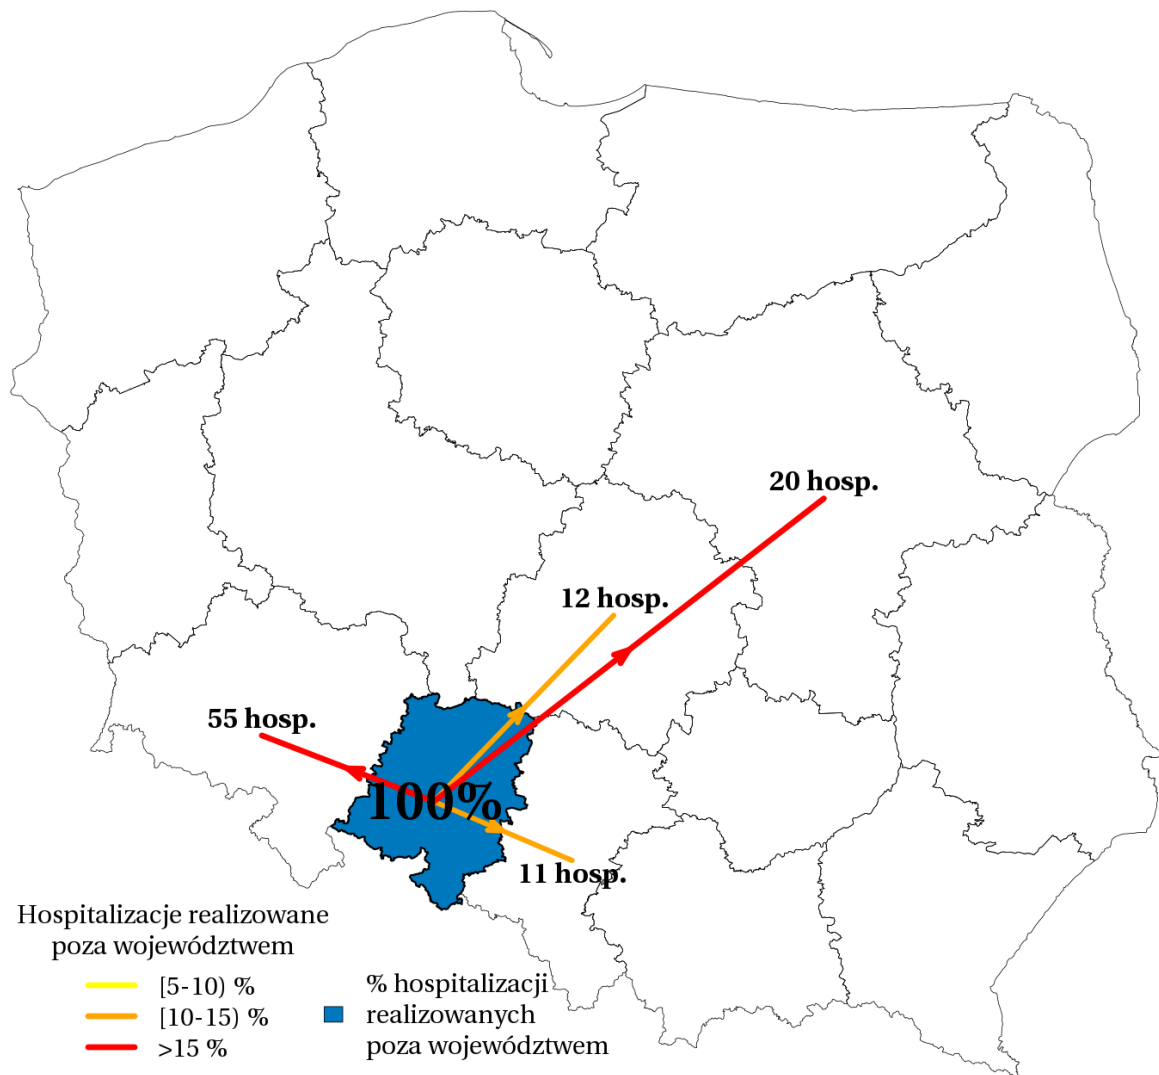 20 hosp.
12 hosp.
55 hosp.
100%
11 hosp.
Hospitalizacje realizowane
poza województwem
[5-10) %
[10-15) %
>15 %
% hospitalizacji
realizowanych
poza województwem